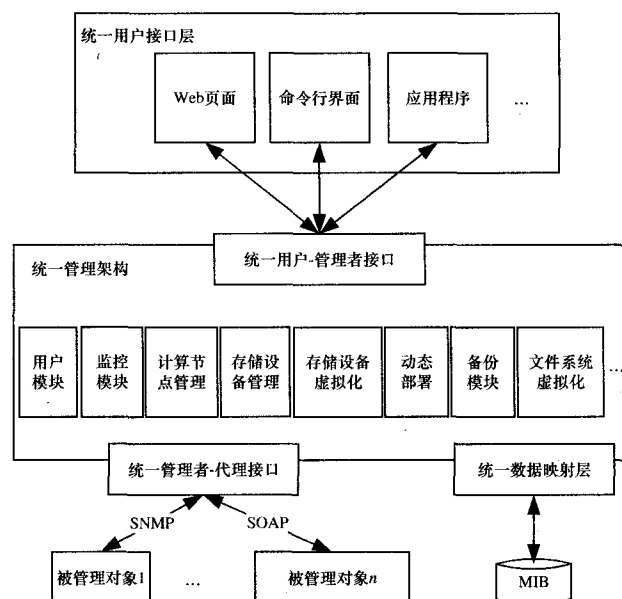 统一用户接口层
Web页面 命令行界面 应用程序 ...
统一用户-管理者接口
统一管理架构
用户模块 监控模块 计算节点管理 存储设备管理 存储设备虚拟化 动态部署 备份模块 文件系统虚拟化 ...
统一管理者-代理接口 统一数据映射层
SNMP SOAP
被管理对象1 ... 被管理对象n MIB